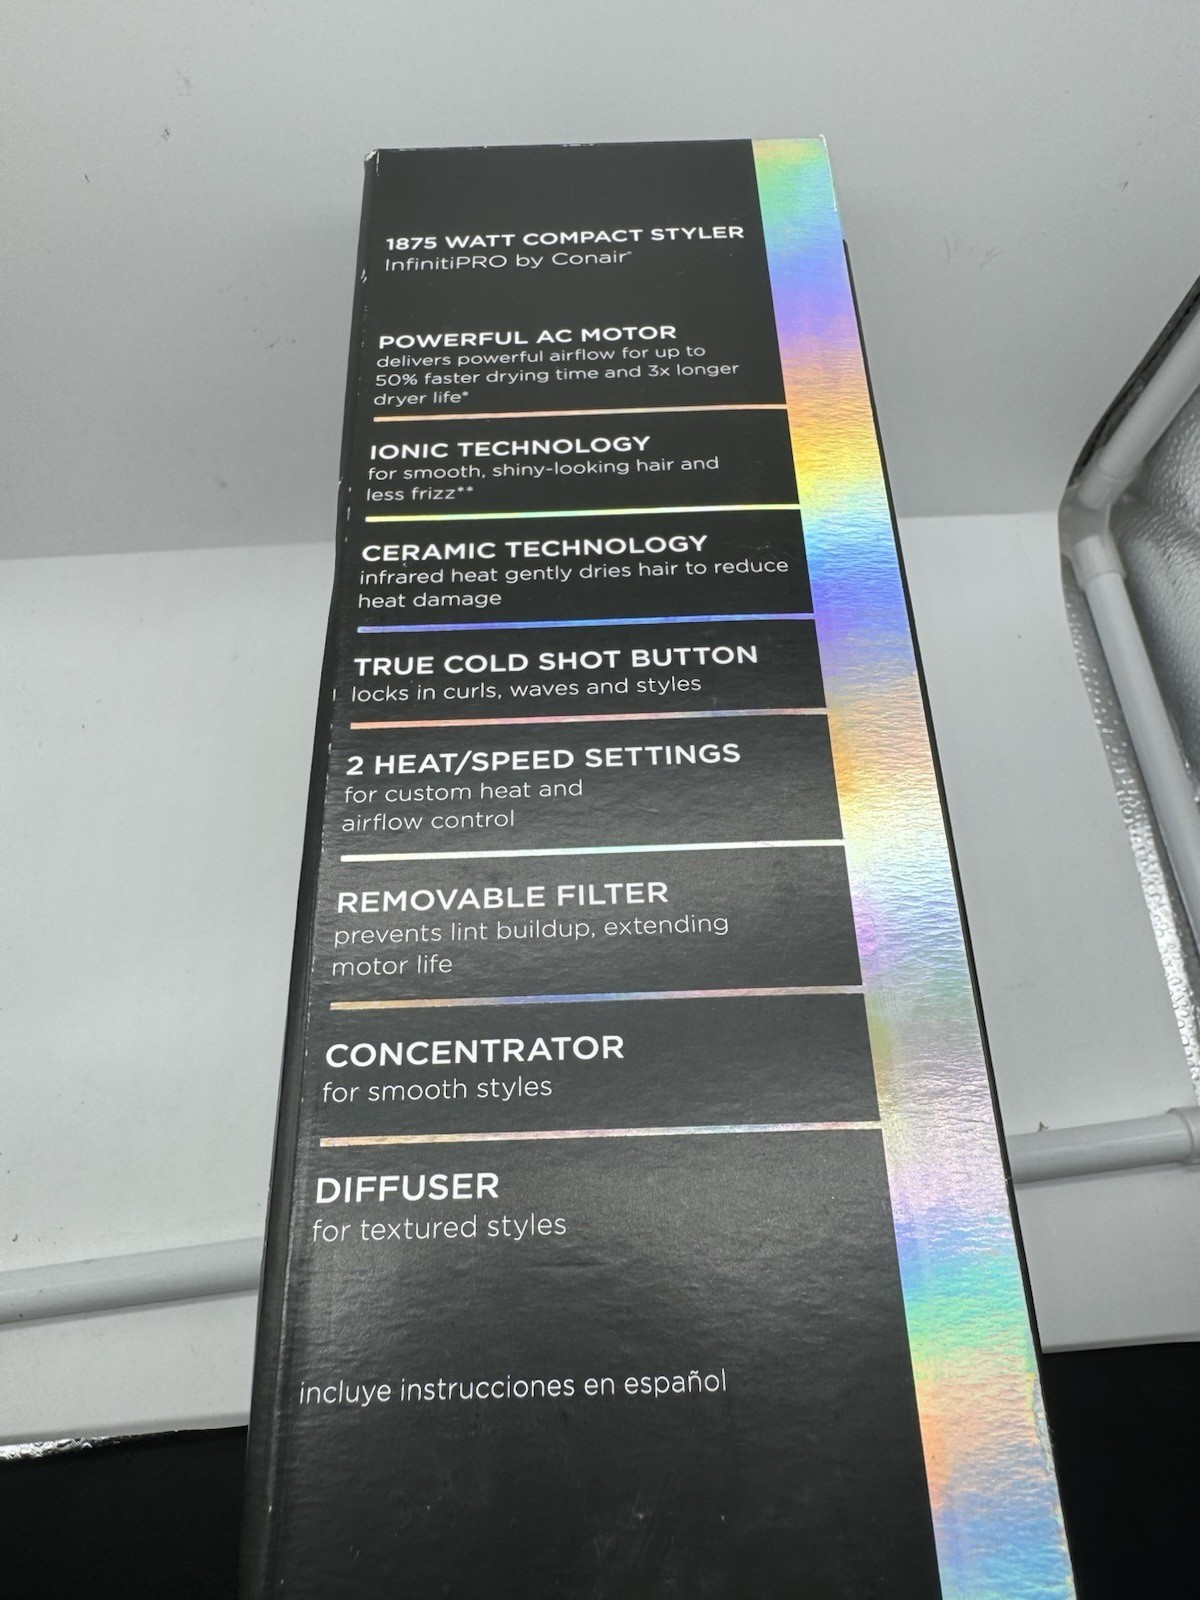 1875 WATT COMPACT STYLER
InfinitiPRO by Conair®
POWERFUL AC MOTOR
delivers powerful airflow for up to
50% faster drying time and 3x longer
dryer life*
IONIC TECHNOLOGY
for smooth, shiny-looking hair and
less frizz**
CERAMIC TECHNOLOGY
infrared heat gently dries hair to reduce
heat damage
TRUE COLD SHOT BUTTON
locks in curls, waves and styles
2 HEAT/SPEED SETTINGS
for custom heat and
airflow control
REMOVABLE FILTER
prevents lint buildup, extending
motor life
CONCENTRATOR
for smooth styles
DIFFUSER
for textured styles
incluye instrucciones en español